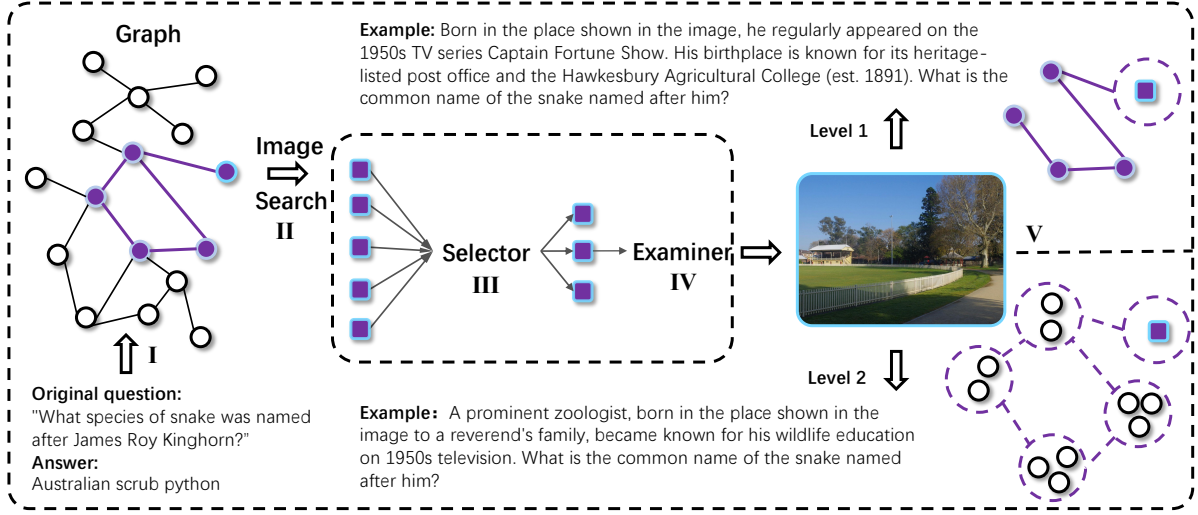 Graph
Example: Born in the place shown in the image, he regularly appeared on the
1950s TV series Captain Fortune Show. His birthplace is known for its heritage-
listed post office and the Hawkesbury Agricultural College (est. 1891). What is the
common name of the snake named after him?
Level 1
Image
Search
II
Selector
III
Examiner
IV
V
I
Original question:
"What species of snake was named
after James Roy Kinghorn?"
Answer:
Australian scrub python
Level 2
Example: A prominent zoologist, born in the place shown in the
image to a reverend's family, became known for his wildlife education
on 1950s television. What is the common name of the snake named
after him?